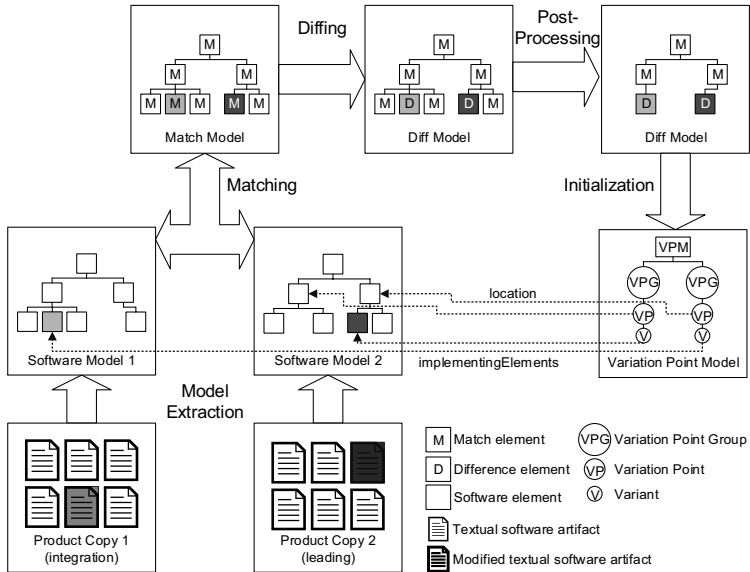 Diffing
Post-
Processing
M
M
M
M
M
M
M
M
Match Model
M
M
M
M
D
M
D
M
Diff Model
M
M
M
D
D
Diff Model
Matching
Initialization
Software Model 1
Software Model 2
location
implementingElements
VPM
VPG
VPG
VP
VP
V
V
Variation Point Model
Model
Extraction
Product Copy 1
(integration)
Product Copy 2
(leading)
M Match element
D Difference element
Software element
Textual software artifact
Modified textual software artifact
VPG Variation Point Group
VP Variation Point
V Variant